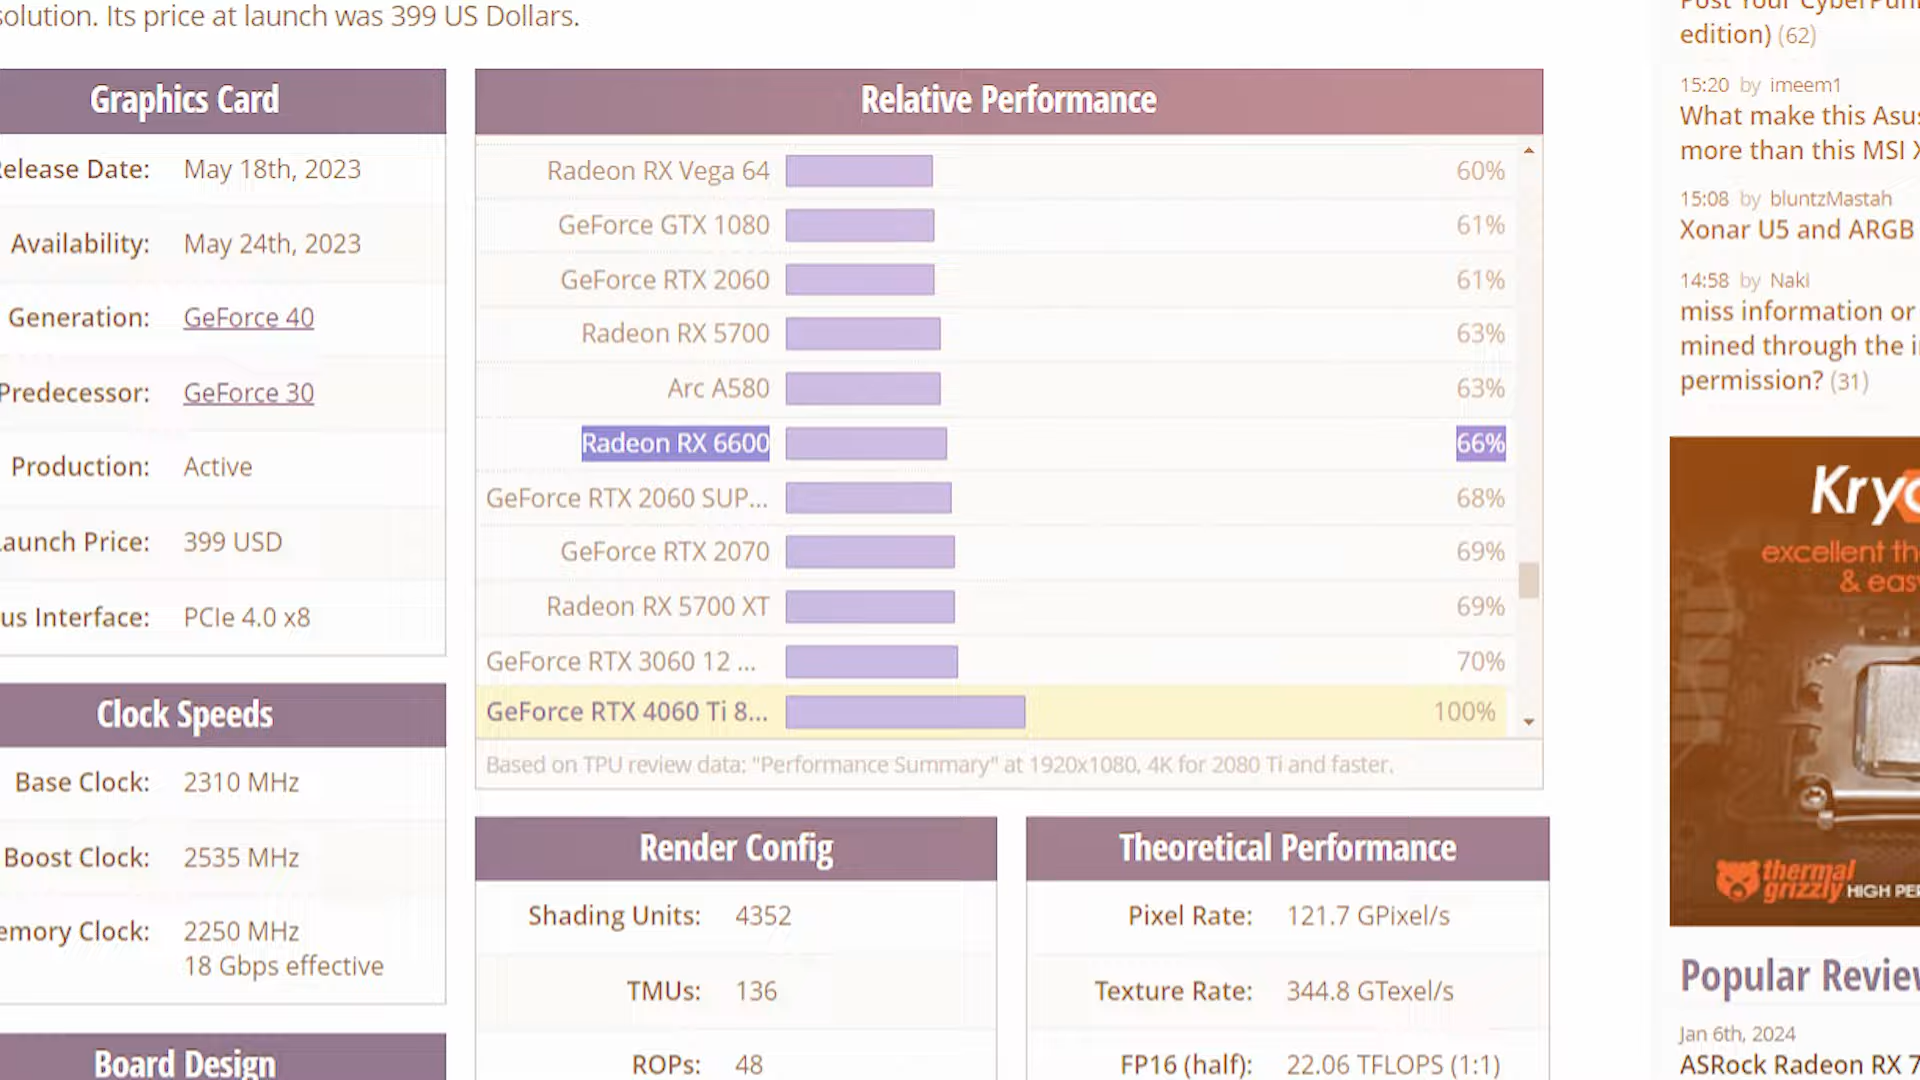 solution. Its price at launch was 399 US Dollars.
Graphics Card
Release Date: May 18th, 2023
Availability: May 24th, 2023
Generation: GeForce 40
Predecessor: GeForce 30
Production: Active
Launch Price: 399 USD
us Interface: PCIe 4.0 x8
Clock Speeds
Base Clock: 2310 MHz
Boost Clock: 2535 MHz
emory Clock: 2250 MHz
18 Gbps effective
Board Design
Relative Performance
Radeon RX Vega 64 60%
GeForce GTX 1080 61%
GeForce RTX 2060 61%
Radeon RX 5700 63%
Arc A580 63%
Radeon RX 6600 66%
GeForce RTX 2060 SUP... 68%
GeForce RTX 2070 69%
Radeon RX 5700 XT 69%
GeForce RTX 3060 12 ... 70%
GeForce RTX 4060 Ti 8... 100%
Based on TPU review data: "Performance Summary" at 1920x1080, 4K for 2080 Ti and faster.
Render Config
Shading Units: 4352
TMUs: 136
ROPs: 48
Theoretical Performance
Pixel Rate: 121.7 GPixel/s
Texture Rate: 344.8 GTexel/s
FP16 (half): 22.06 TFLOPS (1:1)
Post Your CyberPun
edition) (62)
15:20 by imeem1
What make this Asus
more than this MSI X
15:08 by bluntzMastah
Xonar U5 and ARGB
14:58 by Naki
miss information or
mined through the i
permission? (31)
Kryo
excellent th
& easy
thermal
grizzly HIGH PE
Popular Review
Jan 6th, 2024
ASRock Radeon RX 7